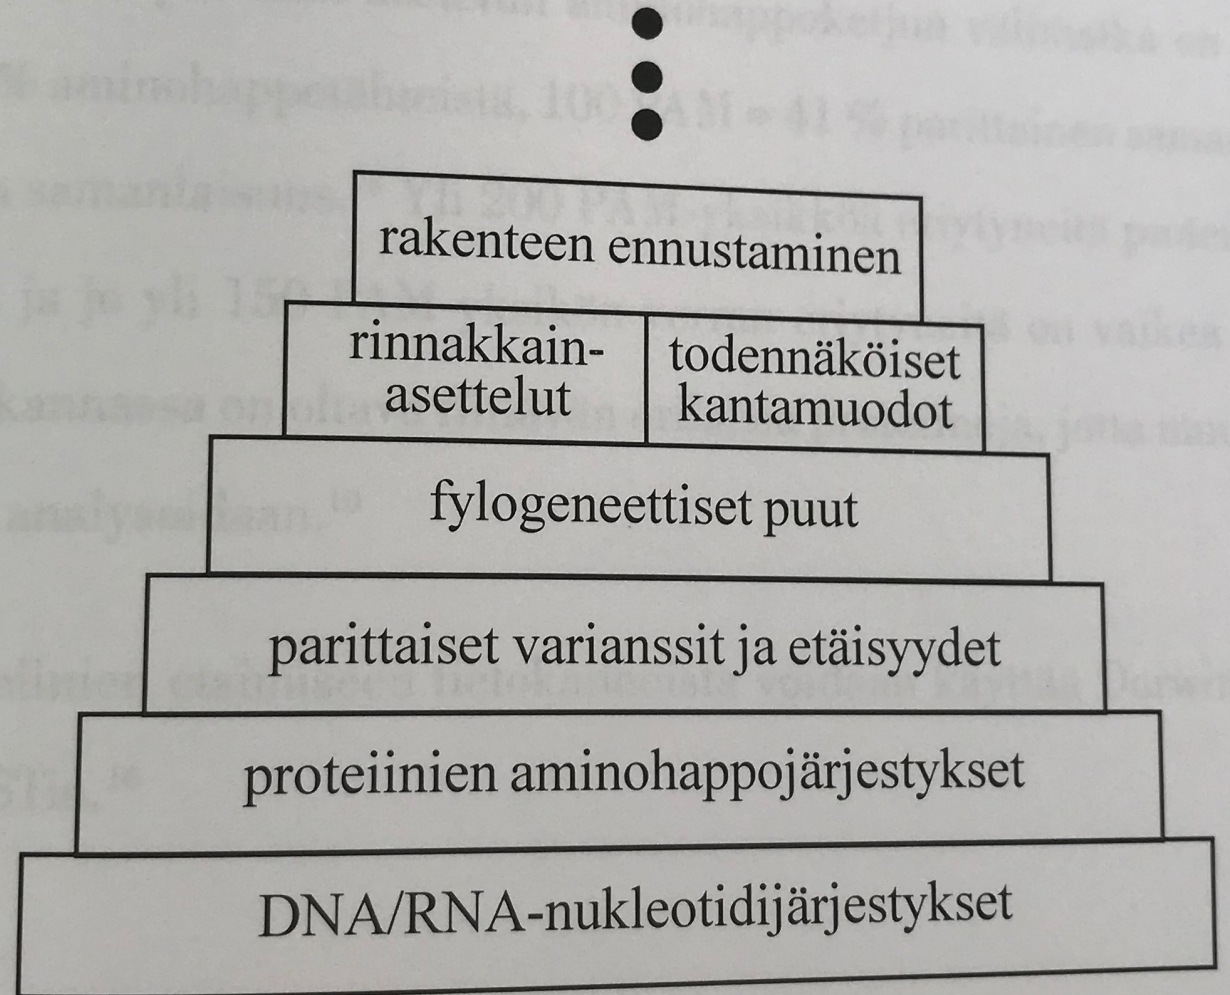 rakenteen ennustaminen
rinnakkain-
asettelut
todennäköiset
kantamuodot
fylogeneettiset puut
parittaiset varianssit ja etäisyydet
proteiinien aminohappojärjestykset
DNA/RNA-nukleotidijärjestykset